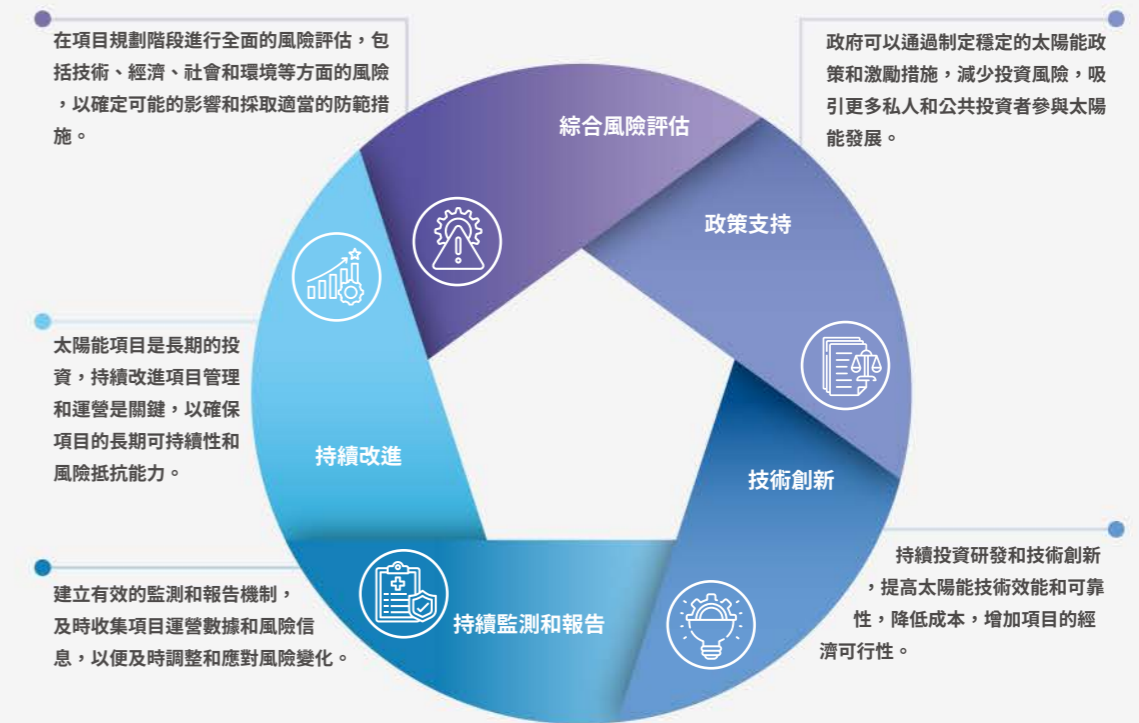 在項目規劃階段進行全面的風險評估，包
括技術、經濟、社會和環境等方面的風險
，以確定可能的影響和採取適當的防範措
施。
政府可以通過制定穩定的太陽能政
策和激勵措施，減少投資風險，吸
引更多私人和公共投資者參與太陽
能發展。
綜合風險評估
政策支持
太陽能項目是長期的投
資，持續改進項目管理
和運營是關鍵，以確保
項目的長期可持續性和
風險抵抗能力。
持續改進
技術創新
持續投資研發和技術創新
，提高太陽能技術效能和可靠
性，降低成本，增加項目的經
濟可行性。
建立有效的監測和報告機制，
及時收集項目運營數據和風險信
息，以便及時調整和應對風險變化。
持續監測和報告